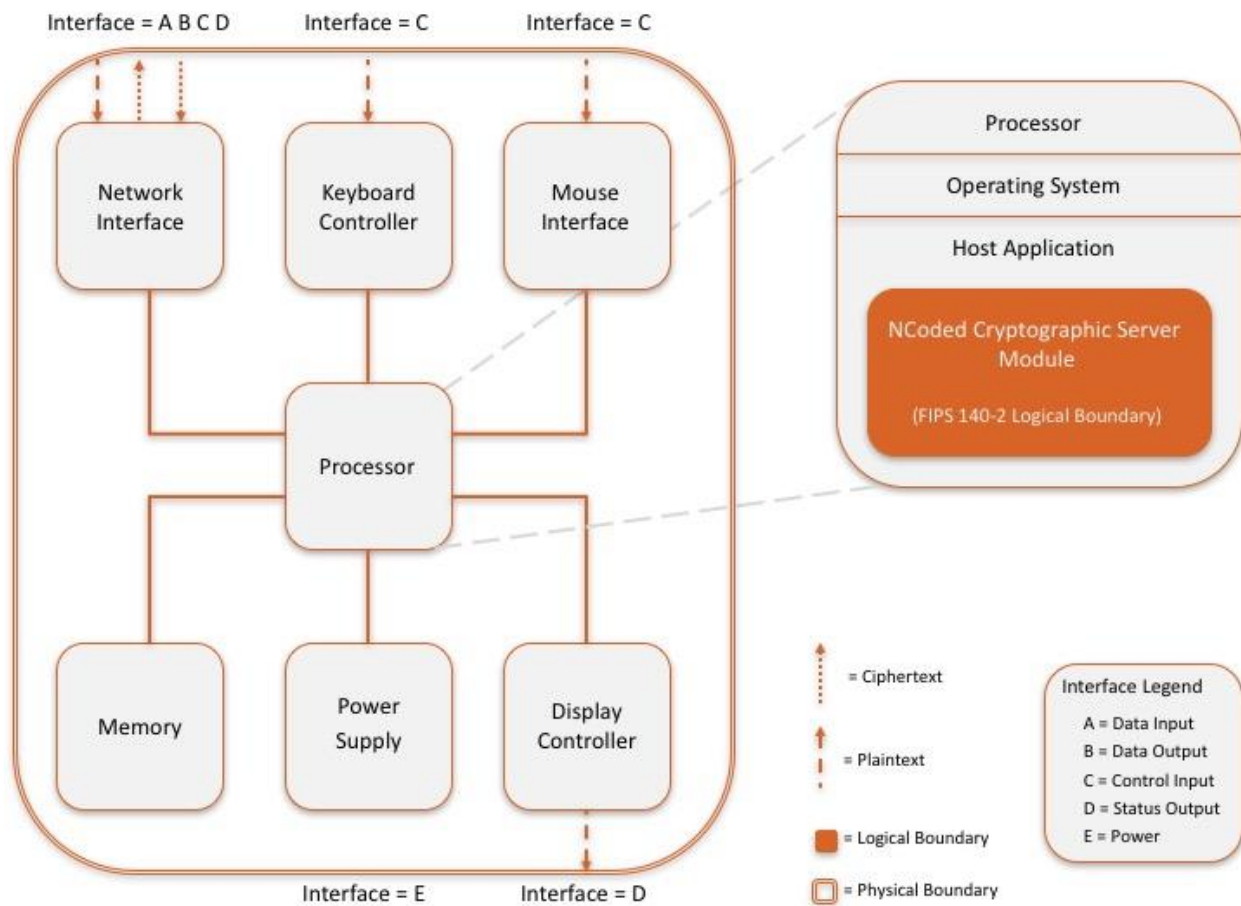 Interface = A B C D
Interface = C
Interface = C
Network
Interface
Keyboard
Controller
Mouse
Interface
Processor
Memory
Power
Supply
Display
Controller
Interface = E
Interface = D
Processor
Operating System
Host Application
NCoded Cryptographic Server
Module
(FIPS 140-2 Logical Boundary)
= Ciphertext
= Plaintext
= Logical Boundary
= Physical Boundary
Interface Legend
A = Data Input
B = Data Output
C = Control Input
D = Status Output
E = Power